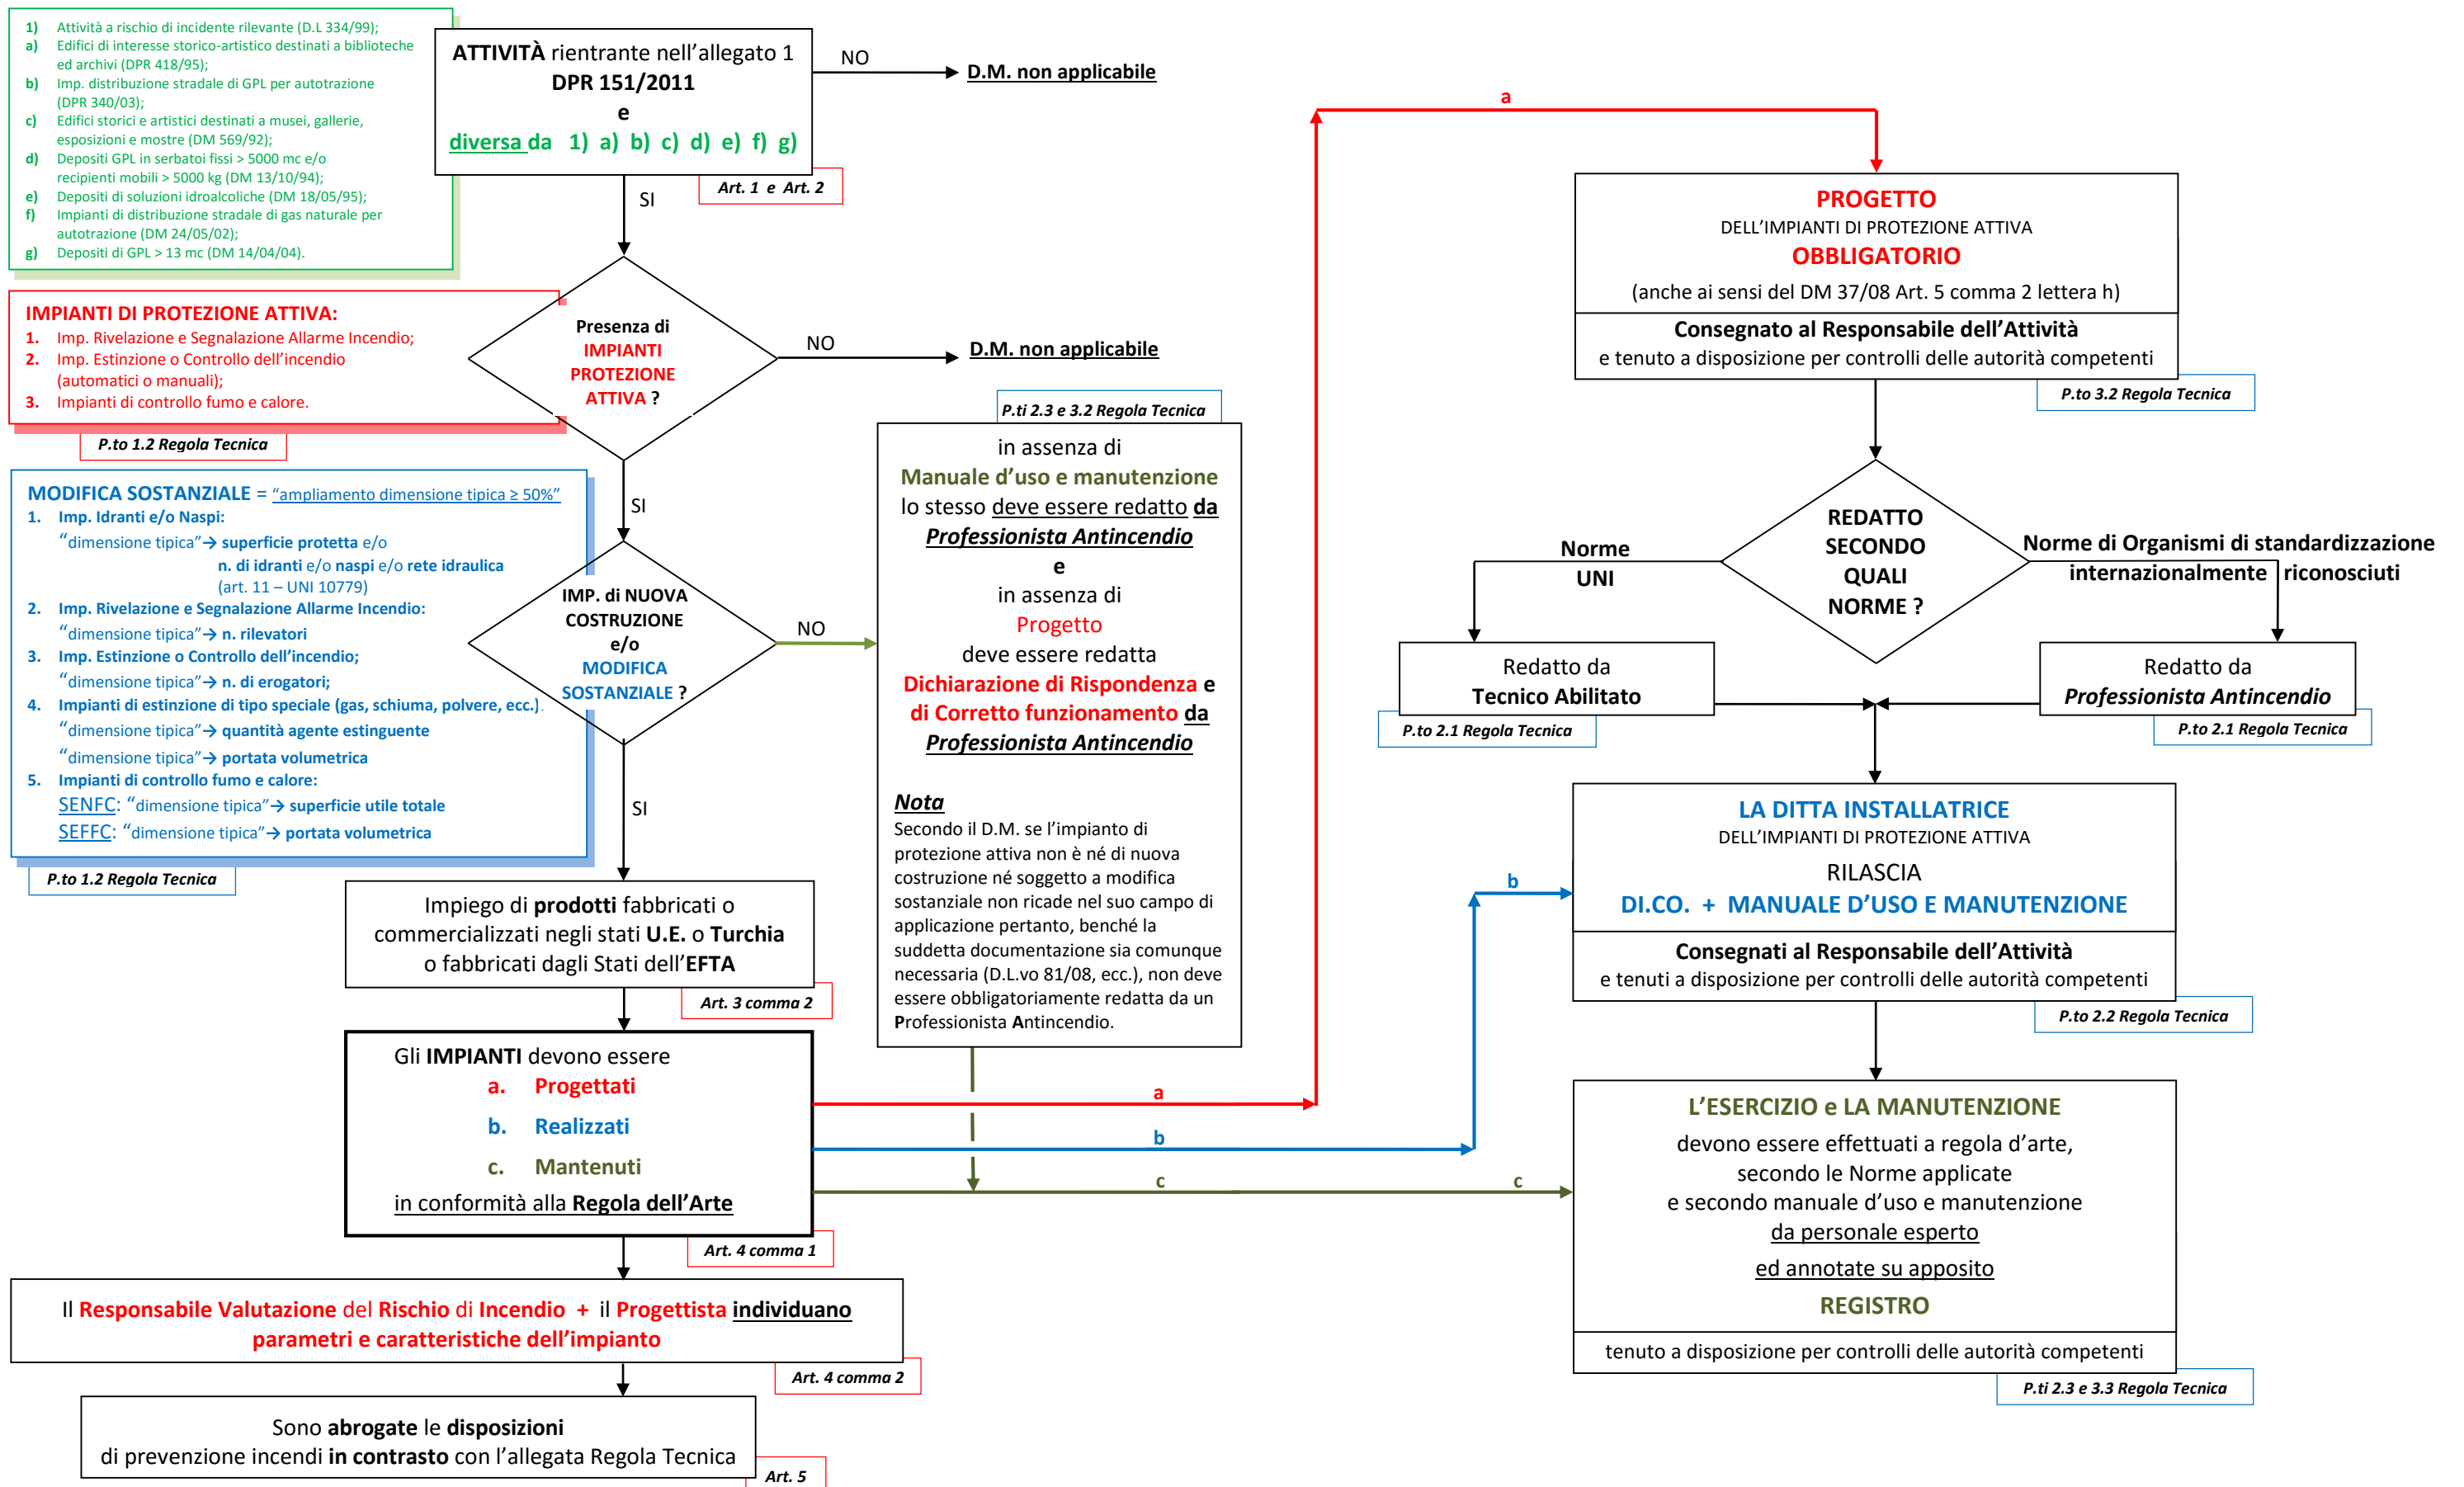 1) Attività a rischio di incidente rilevante (D.L 334/99);
a) Edifici di interesse storico-artistico destinati a biblioteche
ed archivi (DPR 418/95);
b) Imp. distribuzione stradale di GPL per autotrazione
(DPR 340/03);
c) Edifici storici e artistici destinati a musei, gallerie,
esposizioni e mostre (DM 569/92);
d) Depositi GPL in serbatoi fissi > 5000 mc e/o
recipienti mobili > 5000 kg (DM 13/10/94);
e) Depositi di soluzioni idroalcoliche (DM 18/05/95);
f) Impianti di distribuzione stradale di gas naturale per
autotrazione (DM 24/05/02);
g) Depositi di GPL > 13 mc (DM 14/04/04).
ATTIVITÀ rientrante nell'allegato 1
DPR 151/2011
e
diversa da 1) a) b) c) d) e) f) g)
Art. 1 e Art. 2
NO
D.M. non applicabile
SI
IMPIANTI DI PROTEZIONE ATTIVA:
1. Imp. Rivelazione e Segnalazione Allarme Incendio;
2. Imp. Estinzione o Controllo dell'incendio
(automatici o manuali);
3. Impianti di controllo fumo e calore.
P.to 1.2 Regola Tecnica
Presenza di
IMPIANTI
PROTEZIONE
ATTIVA ?
NO
D.M. non applicabile
SI
MODIFICA SOSTANZIALE = "ampliamento dimensione tipica ≥ 50%"
1. Imp. Idranti e/o Naspi:
"dimensione tipica"→ superficie protetta e/o
n. di idranti e/o naspi e/o rete idraulica
(art. 11 – UNI 10779)
2. Imp. Rivelazione e Segnalazione Allarme Incendio:
"dimensione tipica"→ n. rilevatori
3. Imp. Estinzione o Controllo dell'incendio;
"dimensione tipica"→ n. di erogatori;
4. Impianti di estinzione di tipo speciale (gas, schiuma, polvere, ecc.).
"dimensione tipica"→ quantità agente estinguente
"dimensione tipica"→ portata volumetrica
5. Impianti di controllo fumo e calore:
SENFC: "dimensione tipica"→ superficie utile totale
SEFFC: "dimensione tipica"→ portata volumetrica
P.to 1.2 Regola Tecnica
IMP. di NUOVA
COSTRUZIONE
e/o
MODIFICA
SOSTANZIALE ?
NO
SI
P.ti 2.3 e 3.2 Regola Tecnica
in assenza di
Manuale d'uso e manutenzione
lo stesso deve essere redatto da
Professionista Antincendio
e
in assenza di
Progetto
deve essere redatta
Dichiarazione di Rispondenza e
di Corretto funzionamento da
Professionista Antincendio
Nota
Secondo il D.M. se l'impianto di
protezione attiva non è né di nuova
costruzione né soggetto a modifica
sostanziale non ricade nel suo campo di
applicazione pertanto, benché la
suddetta documentazione sia comunque
necessaria (D.L.vo 81/08, ecc.), non deve
essere obbligatoriamente redatta da un
Professionista Antincendio.
Impiego di prodotti fabbricati o
commercializzati negli stati U.E. o Turchia
o fabbricati dagli Stati dell'EFTA
Art. 3 comma 2
Gli IMPIANTI devono essere
a. Progettati
b. Realizzati
c. Mantenuti
in conformità alla Regola dell'Arte
Art. 4 comma 1
a
b
c
Il Responsabile Valutazione del Rischio di Incendio + il Progettista individuano
parametri e caratteristiche dell'impianto
Art. 4 comma 2
Sono abrogate le disposizioni
di prevenzione incendi in contrasto con l'allegata Regola Tecnica
Art. 5
a
PROGETTO
DELL'IMPIANTI DI PROTEZIONE ATTIVA
OBBLIGATORIO
(anche ai sensi del DM 37/08 Art. 5 comma 2 lettera h)
Consegnato al Responsabile dell'Attività
e tenuto a disposizione per controlli delle autorità competenti
P.to 3.2 Regola Tecnica
REDATTO
SECONDO
QUALI
NORME ?
Norme
UNI
Norme di Organismi di standardizzazione
internazionalmente riconosciuti
Redatto da
Tecnico Abilitato
P.to 2.1 Regola Tecnica
Redatto da
Professionista Antincendio
P.to 2.1 Regola Tecnica
b
LA DITTA INSTALLATRICE
DELL'IMPIANTI DI PROTEZIONE ATTIVA
RILASCIA
DI.CO. + MANUALE D'USO E MANUTENZIONE
Consegnati al Responsabile dell'Attività
e tenuti a disposizione per controlli delle autorità competenti
P.to 2.2 Regola Tecnica
c
L'ESERCIZIO e LA MANUTENZIONE
devono essere effettuati a regola d'arte,
secondo le Norme applicate
e secondo manuale d'uso e manutenzione
da personale esperto
ed annotate su apposito
REGISTRO
tenuto a disposizione per controlli delle autorità competenti
P.ti 2.3 e 3.3 Regola Tecnica